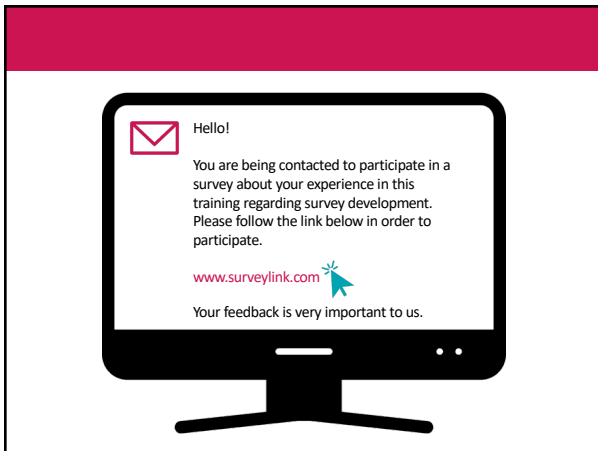 Hello!
You are being contacted to participate in a
survey about your experience in this
training regarding survey development.
Please follow the link below in order to
participate.
www.surveylink.com
Your feedback is very important to us.